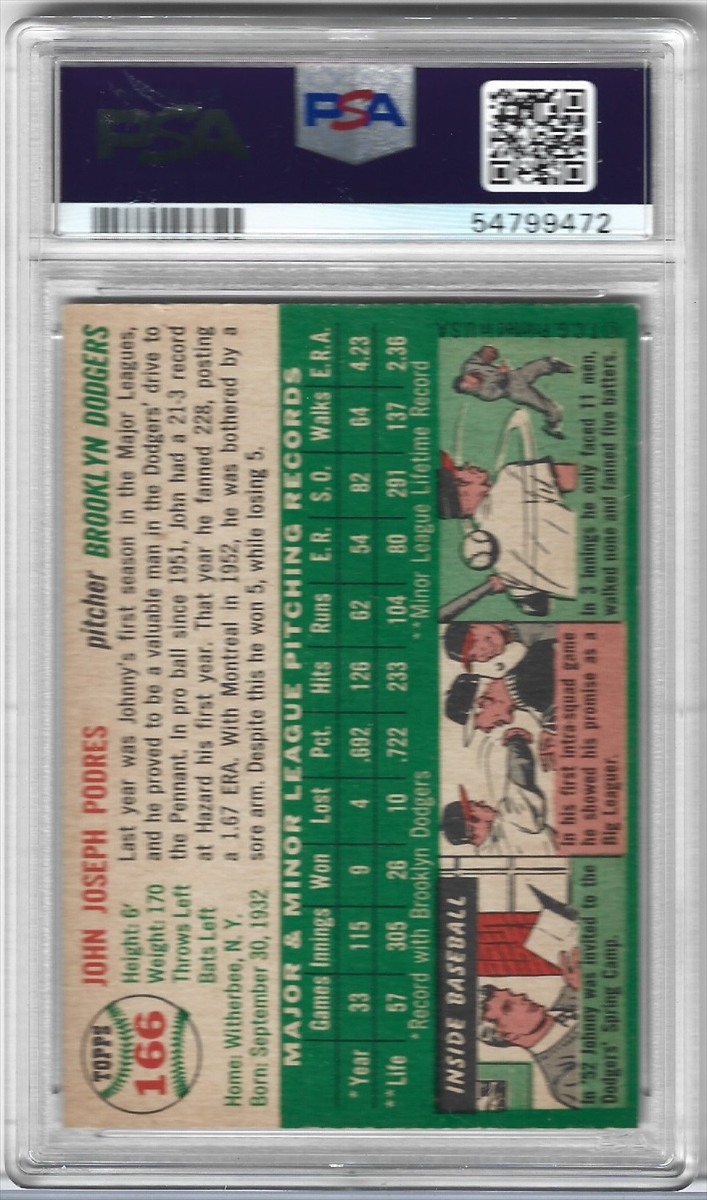 PSA
PSA
54799472
TOPPS
166
JOHN JOSEPH PODRES pitcher BROOKLYN DODGERS
Height: 6'
Weight: 170
Throws Left
Bats Left
Home: Witherbee, N. Y.
Born: September 30, 1932
Last year was Johnny's first season in the Major Leagues,
and he proved to be a valuable man in the Dodgers' drive to
the Pennant. In pro ball since 1951, John had a 21-3 record
at Hazard his first year. That year he fanned 228, posting
a 1.67 ERA. With Montreal in 1952, he was bothered by a
sore arm. Despite this he won 5, while losing 5.
MAJOR & MINOR LEAGUE PITCHING RECORDS
Games Innings Won Lost Pct. Hits Runs E.R. S.O. Walks E.R.A.
*Year 33 115 9 4 .692 126 62 54 82 64 4.23
**Life 57 305 26 10 .722 233 104 80 291 137 2.36
*Record with Brooklyn Dodgers **Minor League Lifetime Record
INSIDE BASEBALL
In '52 Johnny was invited to the
Dodgers' Spring Camp.
In his first intra-squad game
he showed his promise as a
Big Leaguer.
In 3 innings he only faced 11 men,
walked none and fanned five batters.
© T.C.G. Printed in U.S.A.